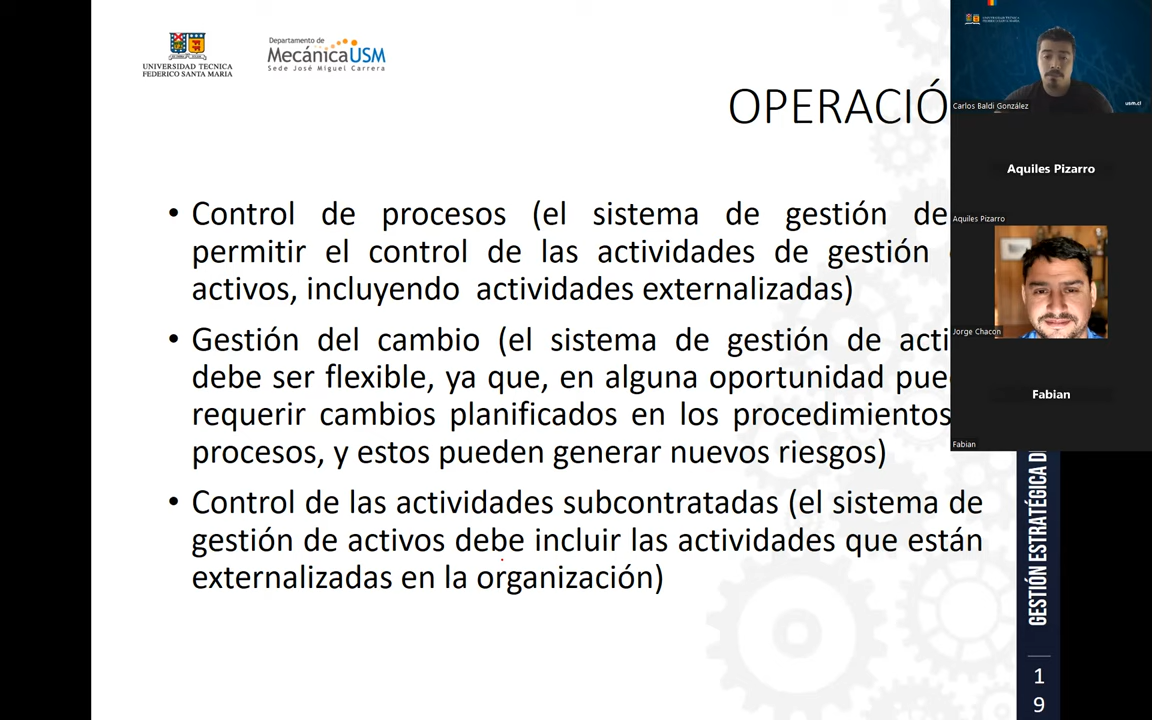 UNIVERSIDAD TECNICA
FEDERICO SANTA MARIA
Departamento de
MecánicaUSM
Sede José Miguel Carrera
OPERACIÓ
• Control de procesos (el sistema de gestión de
permitir el control de las actividades de gestión
activos, incluyendo actividades externalizadas)
• Gestión del cambio (el sistema de gestión de acti
debe ser flexible, ya que, en alguna oportunidad pue
requerir cambios planificados en los procedimientos
procesos, y estos pueden generar nuevos riesgos)
• Control de las actividades subcontratadas (el sistema de
gestión de activos debe incluir las actividades que están
externalizadas en la organización)
GESTIÓN ESTRATÉGICA D
1
9
usm.cl
Carlos Baldi González
Aquiles Pizarro
Aquiles Pizarro
Jorge Chacon
Fabian
Fabian